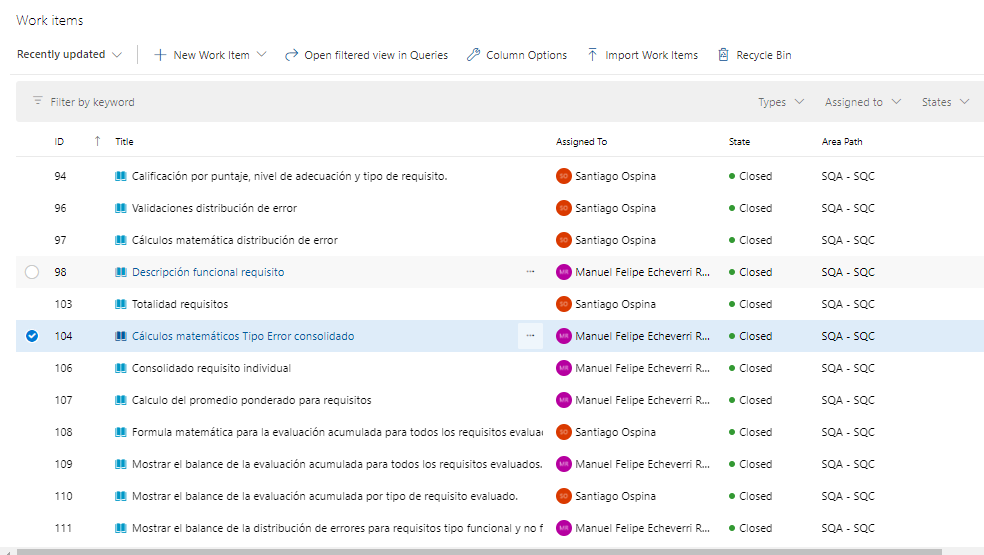 Work items
Recently updated New Work Item Open filtered view in Queries Column Options Import Work Items Recycle Bin
Filter by keyword Types Assigned to States
ID Title Assigned To State Area Path
94 Calificación por puntaje, nivel de adecuación y tipo de requisito. SO Santiago Ospina Closed SQA - SQC
96 Validaciones distribución de error SO Santiago Ospina Closed SQA - SQC
97 Cálculos matemática distribución de error SO Santiago Ospina Closed SQA - SQC
98 Descripción funcional requisito ... MR Manuel Felipe Echeverri R... Closed SQA - SQC
103 Totalidad requisitos SO Santiago Ospina Closed SQA - SQC
104 Cálculos matemáticos Tipo Error consolidado ... MR Manuel Felipe Echeverri R... Closed SQA - SQC
106 Consolidado requisito individual MR Manuel Felipe Echeverri R... Closed SQA - SQC
107 Calculo del promedio ponderado para requisitos MR Manuel Felipe Echeverri R... Closed SQA - SQC
108 Formula matemática para la evaluación acumulada para todos los requisitos evalua SO Santiago Ospina Closed SQA - SQC
109 Mostrar el balance de la evaluación acumulada para todos los requisitos evaluados. MR Manuel Felipe Echeverri R... Closed SQA - SQC
110 Mostrar el balance de la evaluación acumulada por tipo de requisito evaluado. SO Santiago Ospina Closed SQA - SQC
111 Mostrar el balance de la distribución de errores para requisitos tipo funcional y no f MR Manuel Felipe Echeverri R... Closed SQA - SQC